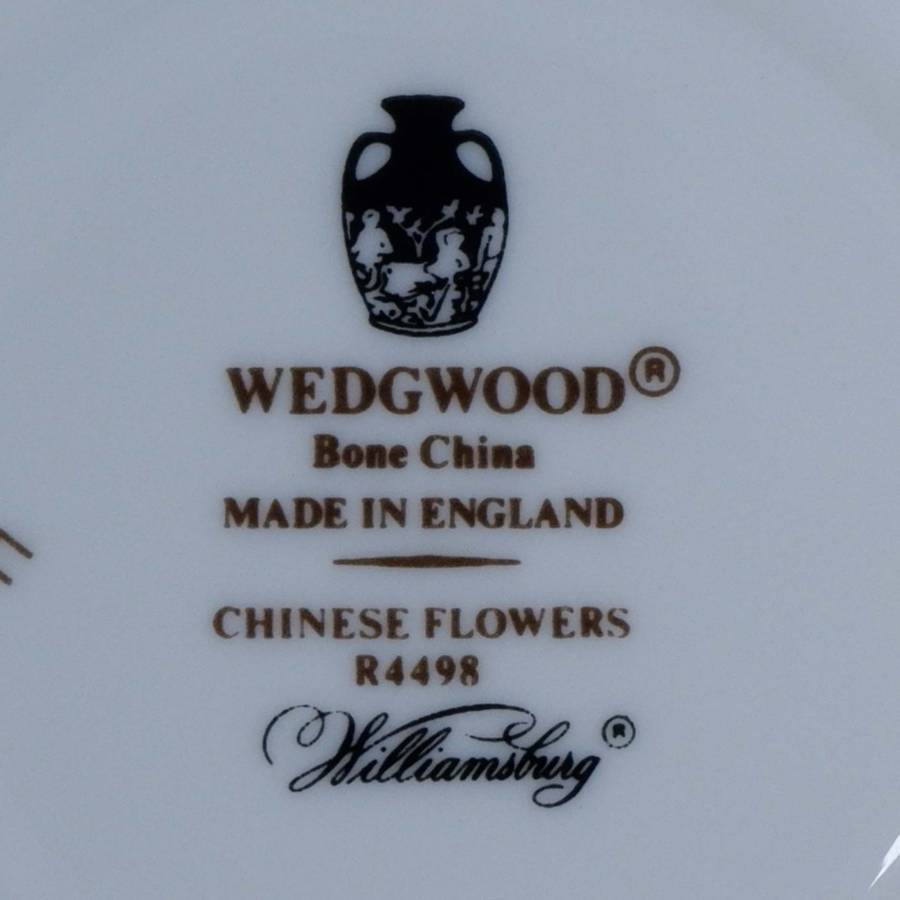 WEDGWOOD®
Bone China
MADE IN ENGLAND
CHINESE FLOWERS
R4498
Williamsburg®